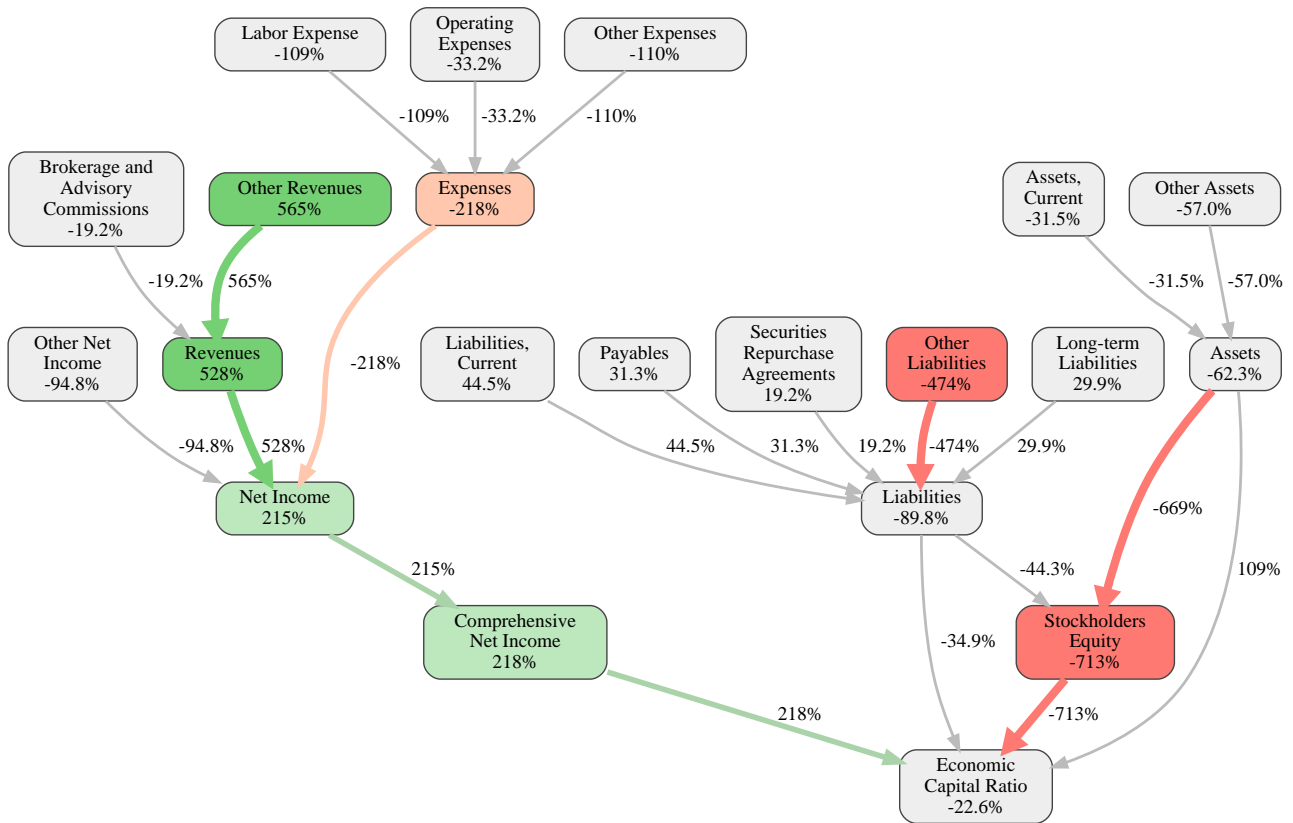 Labor Expense
-109%
Operating
Expenses
-33.2%
Other Expenses
-110%
-109%
-33.2%
-110%
Brokerage and
Advisory
Commissions
-19.2%
Other Revenues
565%
Expenses
-218%
Assets,
Current
-31.5%
Other Assets
-57.0%
-19.2%
565%
-31.5%
-57.0%
Other Net
Income
-94.8%
Revenues
528%
-218%
Liabilities,
Current
44.5%
Payables
31.3%
Securities
Repurchase
Agreements
19.2%
Other
Liabilities
-474%
Long-term
Liabilities
29.9%
Assets
-62.3%
-94.8%
528%
44.5%
31.3%
19.2%
-474%
29.9%
Net Income
215%
Liabilities
-89.8%
-669%
215%
-44.3%
109%
Comprehensive
Net Income
218%
-34.9%
Stockholders
Equity
-713%
218%
-713%
Economic
Capital Ratio
-22.6%